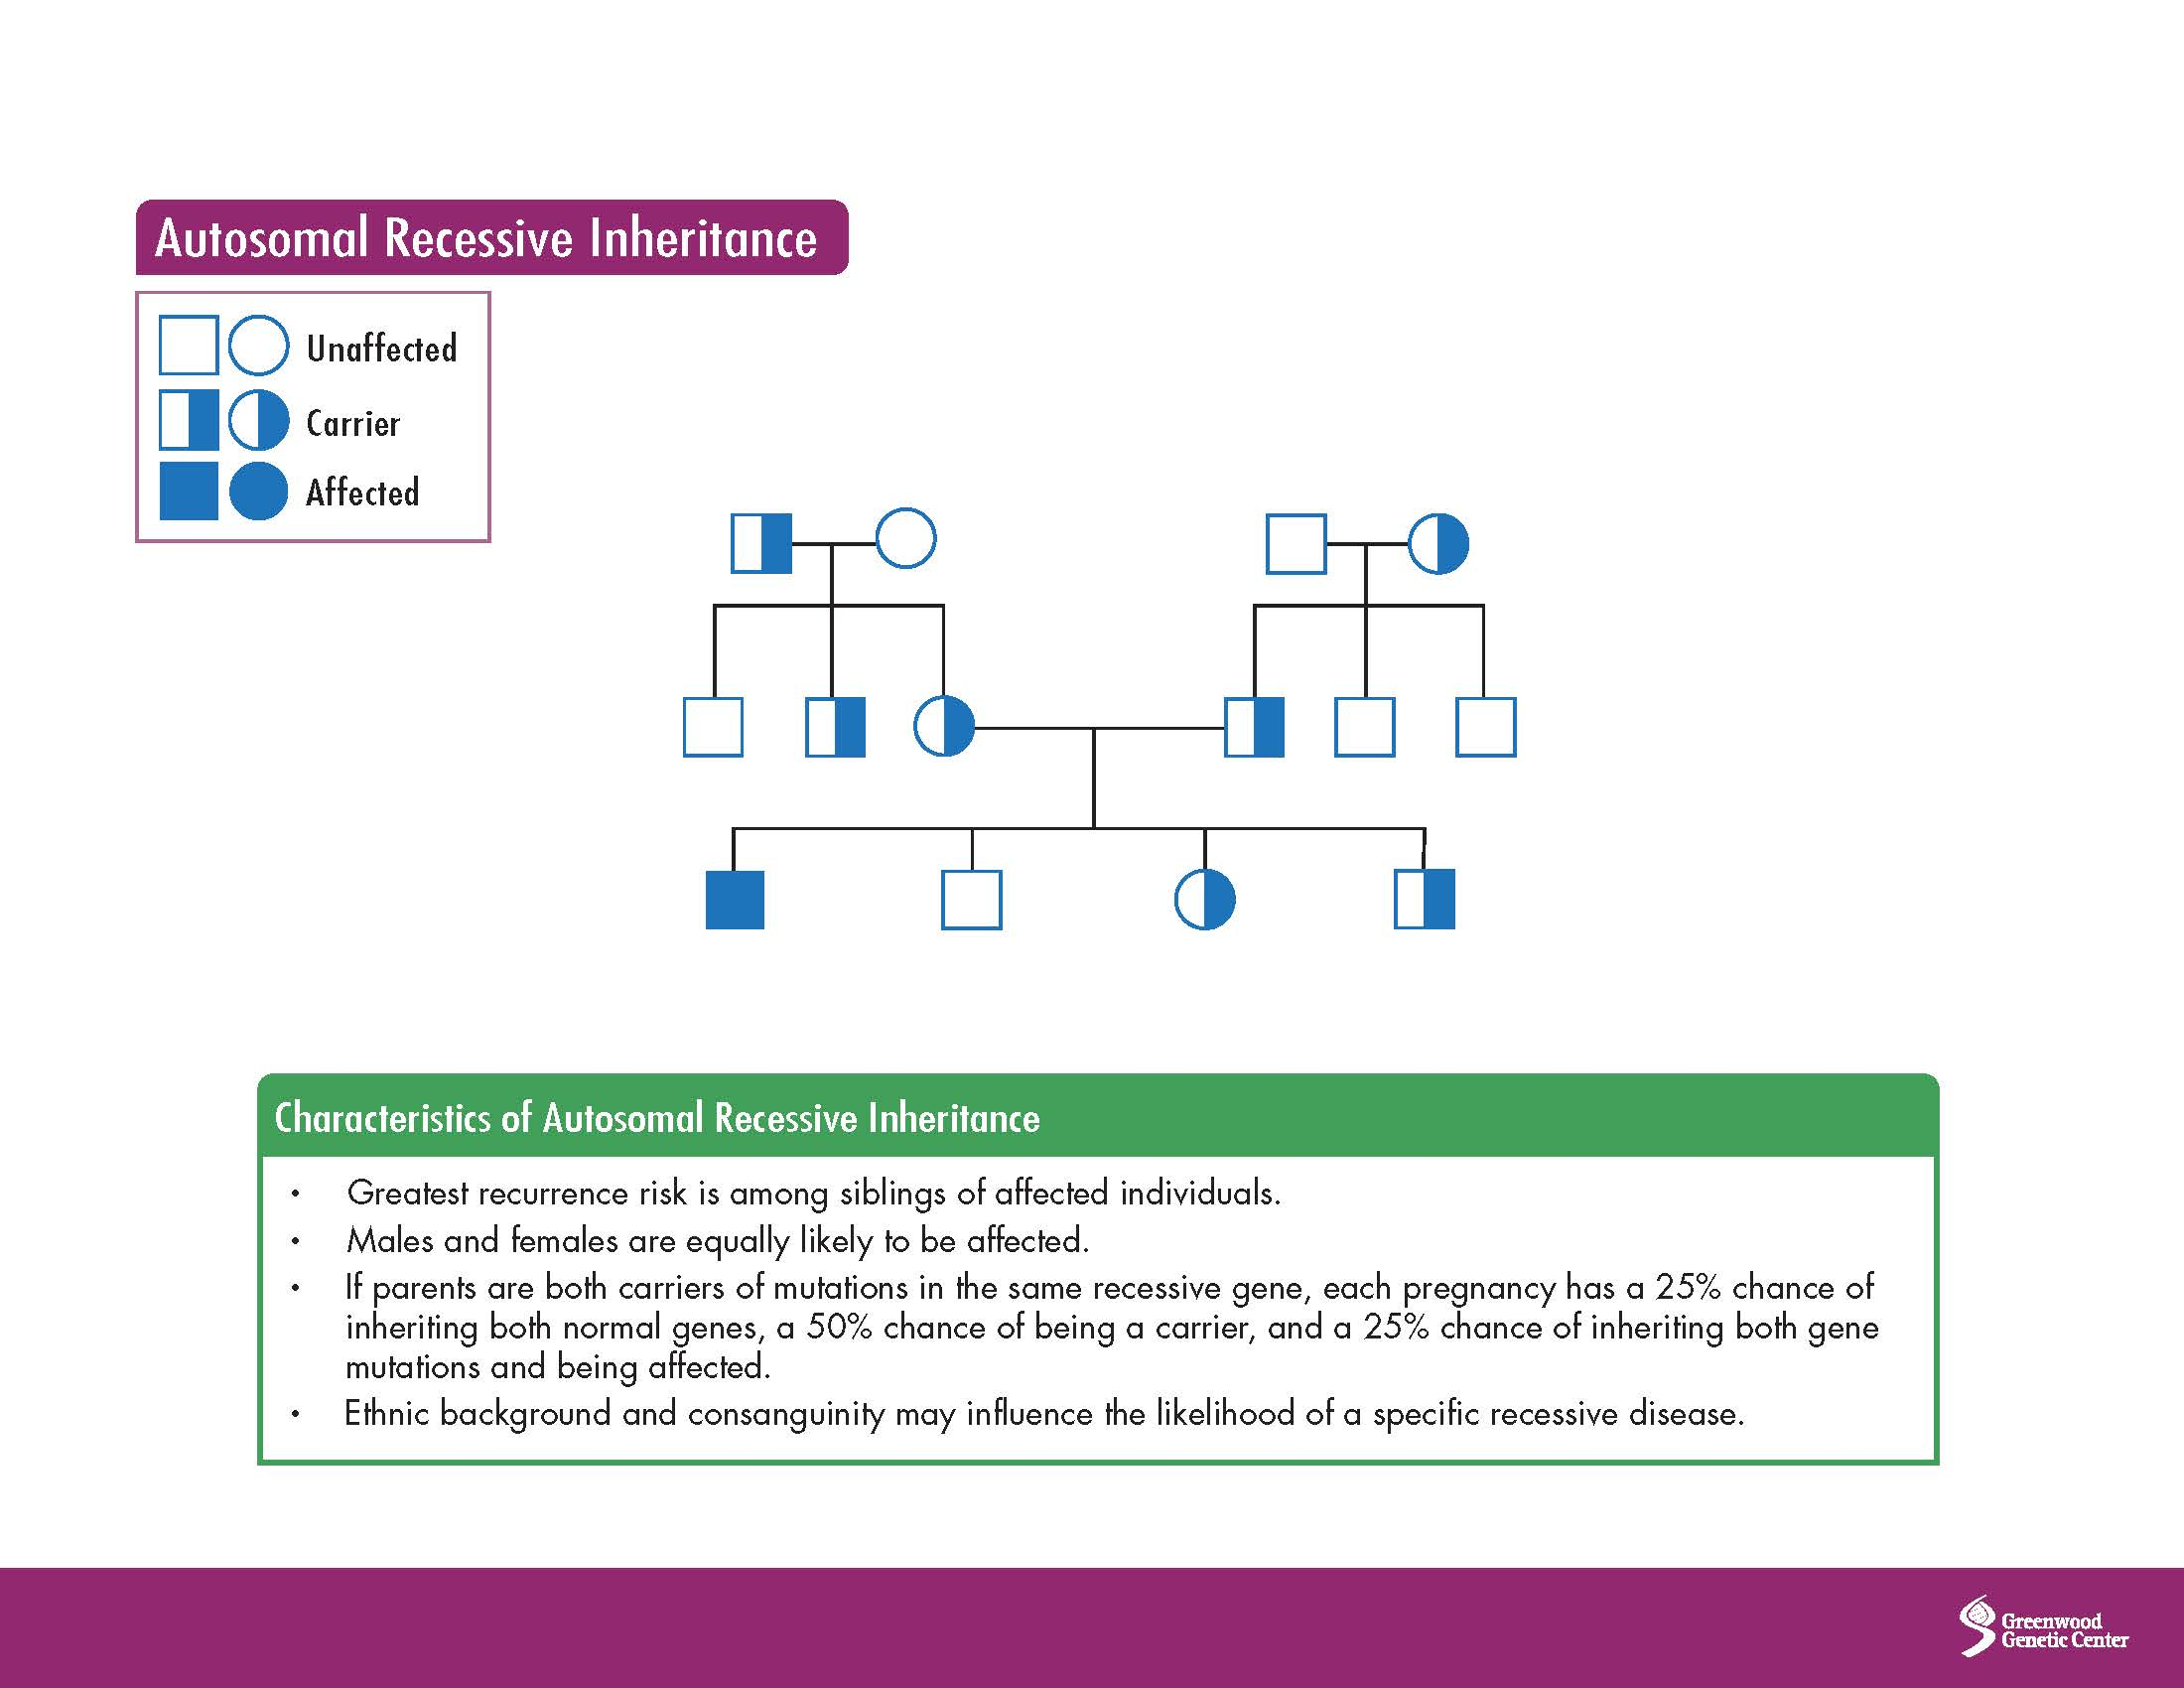 Autosomal Recessive Inheritance
Unaffected
Carrier
Affected
Characteristics of Autosomal Recessive Inheritance
• Greatest recurrence risk is among siblings of affected individuals.
• Males and females are equally likely to be affected.
• If parents are both carriers of mutations in the same recessive gene, each pregnancy has a 25% chance of
inheriting both normal genes, a 50% chance of being a carrier, and a 25% chance of inheriting both gene
mutations and being affected.
• Ethnic background and consanguinity may influence the likelihood of a specific recessive disease.
Greenwood
Genetic Center